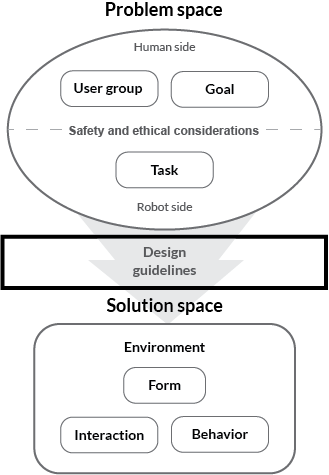 Problem space
Human side
User group
Goal
Safety and ethical considerations
Task
Robot side
Design
guidelines
Solution space
Environment
Form
Interaction
Behavior